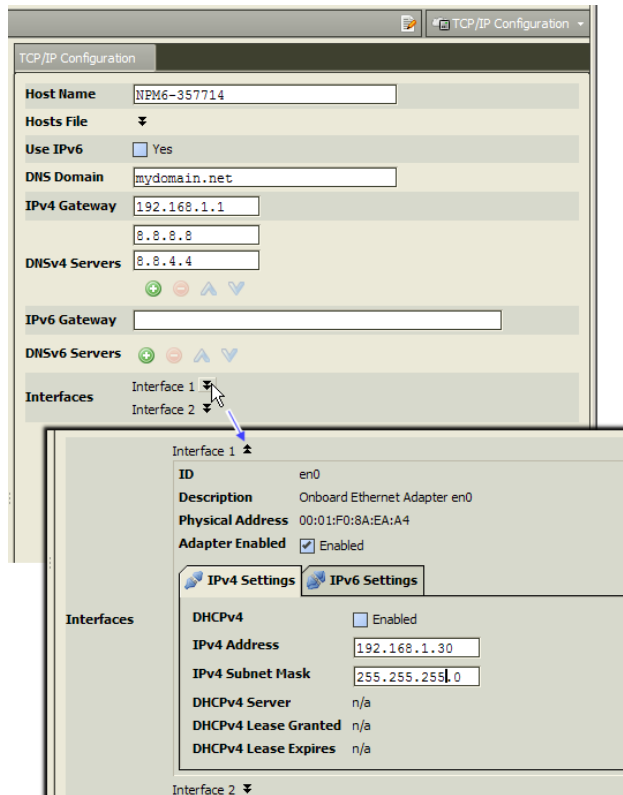 TCP/IP Configuration
TCP/IP Configuration
Host Name NPM6-357714
Hosts File
Use IPv6 Yes
DNS Domain mydomain.net
IPv4 Gateway 192.168.1.1
8.8.8.8
DNSv4 Servers 8.8.4.4
IPv6 Gateway
DNSv6 Servers
Interface 1
Interfaces
Interface 2
Interface 1
ID en0
Description Onboard Ethernet Adapter en0
Physical Address 00:01:F0:8A:EA:A4
Adapter Enabled Enabled
IPv4 Settings IPv6 Settings
Interfaces DHCPv4 Enabled
IPv4 Address 192.168.1.30
IPv4 Subnet Mask 255.255.255.0
DHCPv4 Server n/a
DHCPv4 Lease Granted n/a
DHCPv4 Lease Expires n/a
Interface 2